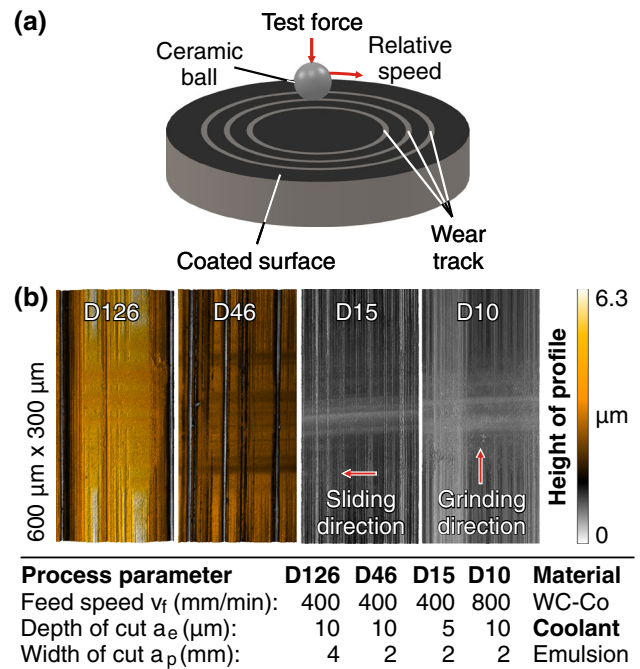 (a)
Test force
Ceramic ball
Relative speed
Coated surface
Wear track
(b)
600 µm x 300 µm
D126 D46 D15 D10
Sliding direction
Grinding direction
6.3
µm
0
Height of profile
Process parameter D126 D46 D15 D10 Material
Feed speed vf (mm/min): 400 400 400 800 WC-Co
Depth of cut ae (µm): 10 10 5 10 Coolant
Width of cut ap (mm): 4 2 2 2 Emulsion